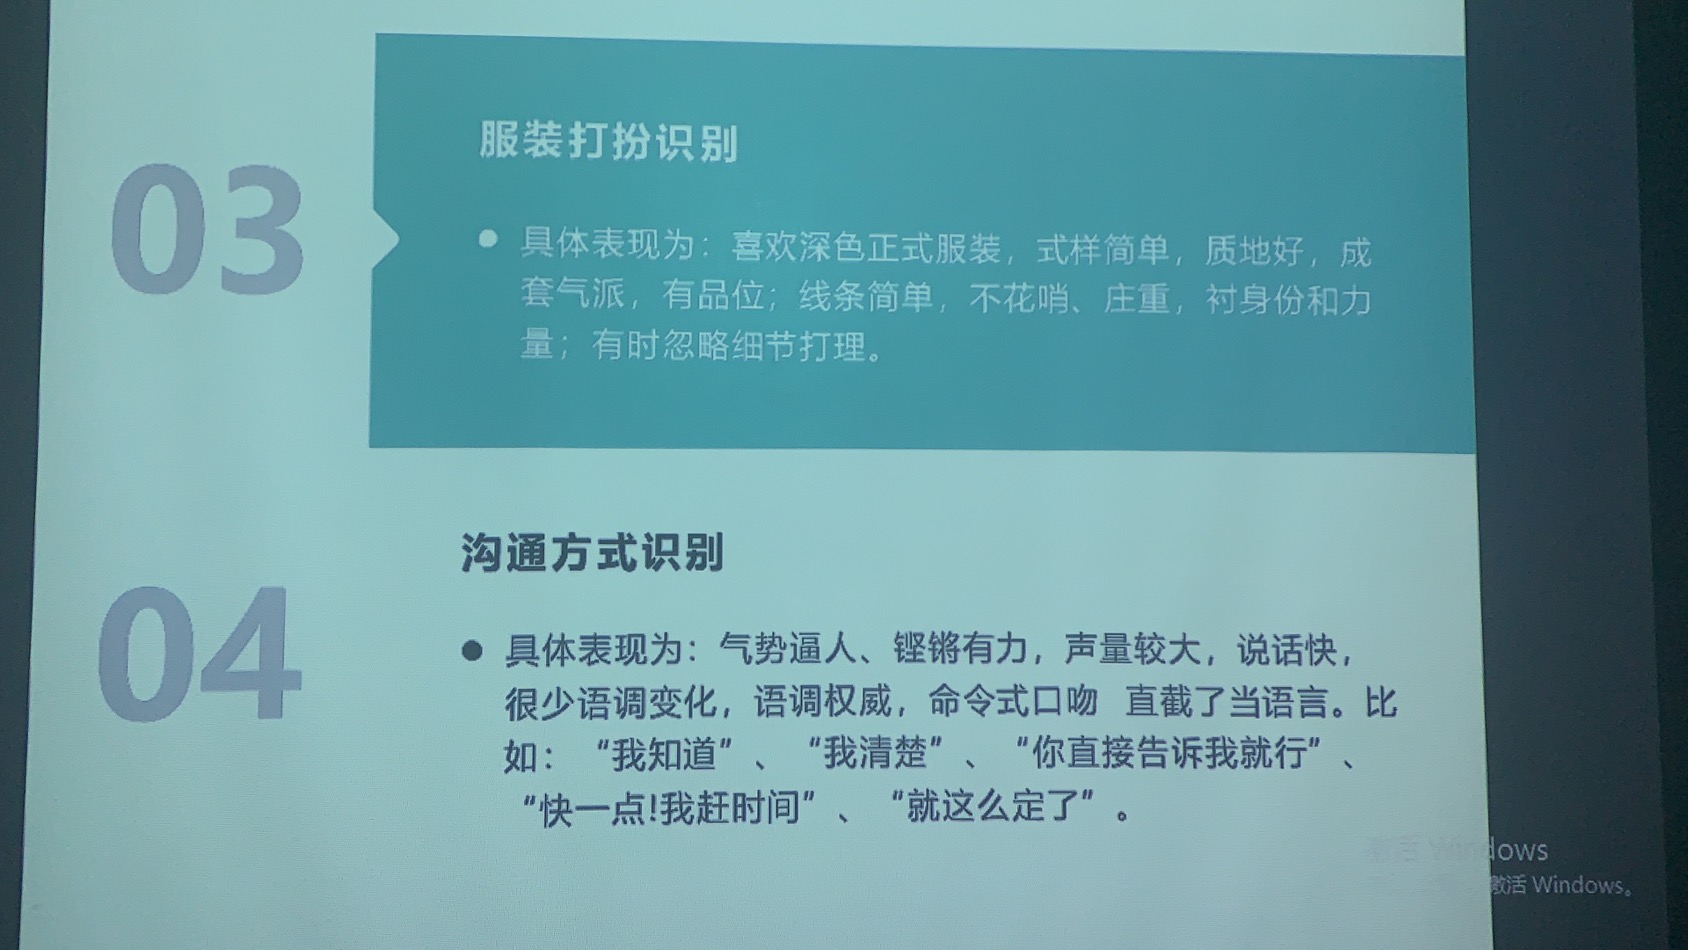 03
服装打扮识别
● 具体表现为：喜欢深色正式服装，式样简单，质地好，成
套气派，有品位；线条简单，不花哨、庄重，衬身份和力
量；有时忽略细节打理。
04
沟通方式识别
● 具体表现为：气势逼人、铿锵有力，声量较大，说话快，
很少语调变化，语调权威，命令式口吻 直截了当语言。比
如：“我知道”、“我清楚”、“你直接告诉我就行”、
“快一点!我赶时间”、“就这么定了”。
Windows
激活 Windows。